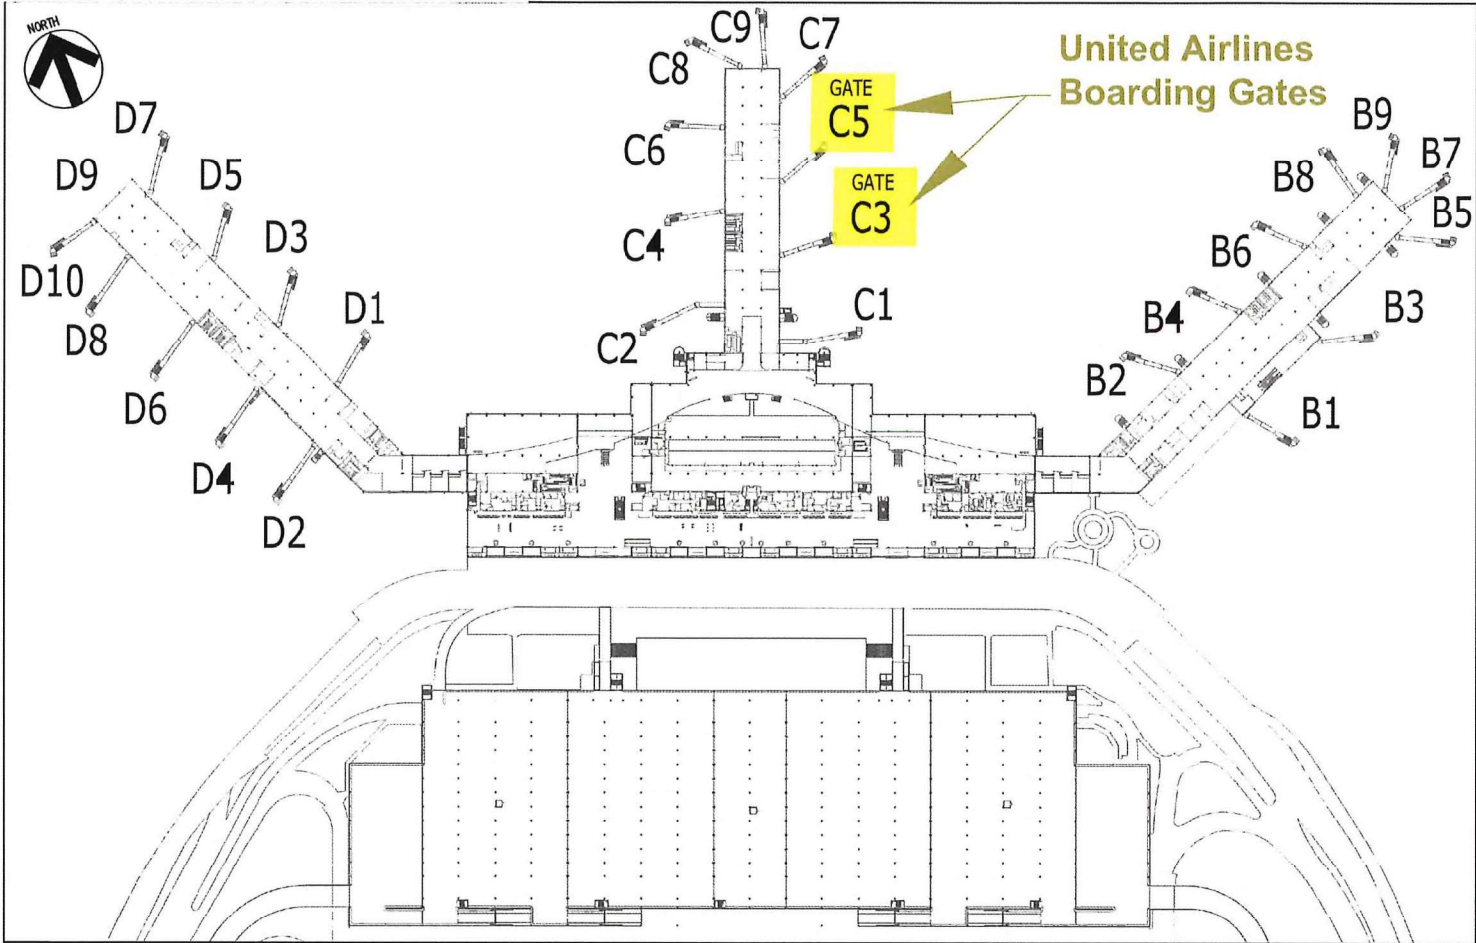 NORTH
C9
C7
C8
United Airlines
Boarding Gates
GATE
C5
C6
GATE
C3
C4
C2
C1
D7
D9
D5
D3
D10
D1
D8
D6
D4
D2
B9
B7
B8
B5
B6
B3
B4
B2
B1